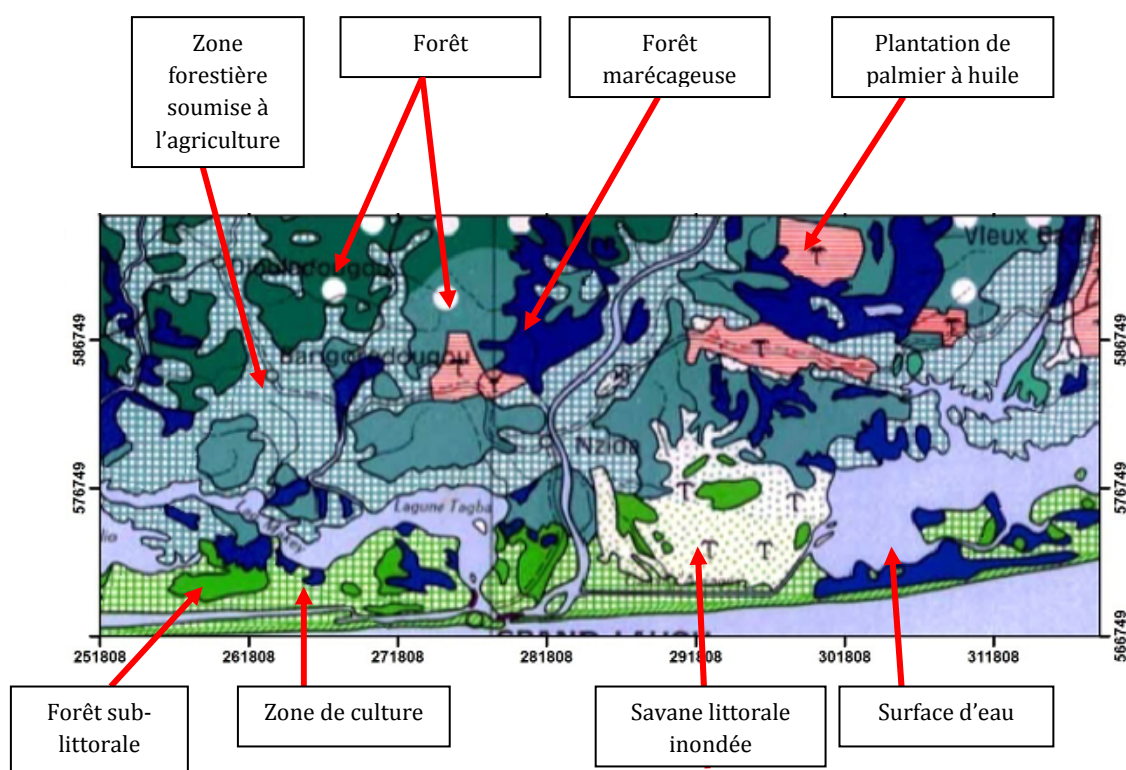 Zone
forestière
soumise à
l'agriculture
Forêt
Forêt
marécageuse
Plantation de
palmier à huile
Vieux
586749
586749
Nzida
576749
576749
Lagune Tagba
566749
251808
261808
271808
281808
291808
301808
311808
Forêt sub-
littorale
Zone de culture
Savane littorale
inondée
Surface d'eau